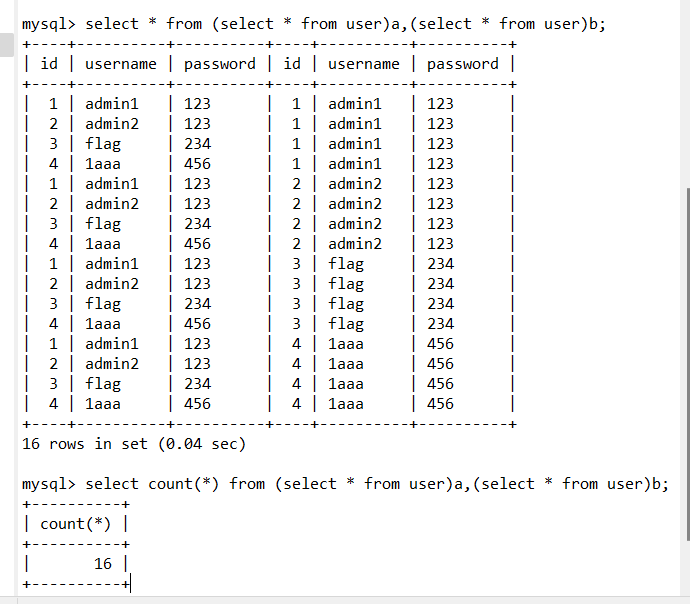 mysql> select * from (select * from user)a,(select * from user)b;
+----+----------+----------+----+----------+----------+
| id | username | password | id | username | password |
+----+----------+----------+----+----------+----------+
|  1 | admin1   | 123      |  1 | admin1   | 123      |
|  2 | admin2   | 123      |  1 | admin1   | 123      |
|  3 | flag     | 234      |  1 | admin1   | 123      |
|  4 | 1aaa     | 456      |  1 | admin1   | 123      |
|  1 | admin1   | 123      |  2 | admin2   | 123      |
|  2 | admin2   | 123      |  2 | admin2   | 123      |
|  3 | flag     | 234      |  2 | admin2   | 123      |
|  4 | 1aaa     | 456      |  2 | admin2   | 123      |
|  1 | admin1   | 123      |  3 | flag     | 234      |
|  2 | admin2   | 123      |  3 | flag     | 234      |
|  3 | flag     | 234      |  3 | flag     | 234      |
|  4 | 1aaa     | 456      |  3 | flag     | 234      |
|  1 | admin1   | 123      |  4 | 1aaa     | 456      |
|  2 | admin2   | 123      |  4 | 1aaa     | 456      |
|  3 | flag     | 234      |  4 | 1aaa     | 456      |
|  4 | 1aaa     | 456      |  4 | 1aaa     | 456      |
+----+----------+----------+----+----------+----------+
16 rows in set (0.04 sec)
mysql> select count(*) from (select * from user)a,(select * from user)b;
+----------+
| count(*) |
+----------+
|       16 |
+----------+